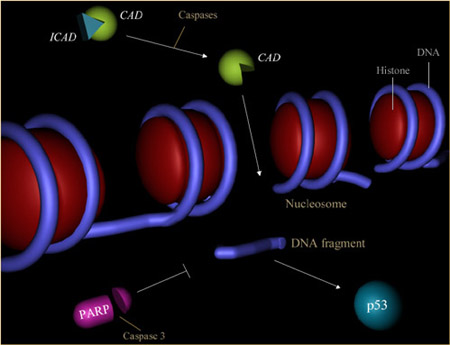 CAD
Caspases
ICAD
CAD
DNA
Histone
Nucleosome
DNA fragment
PARP
p53
Caspase 3